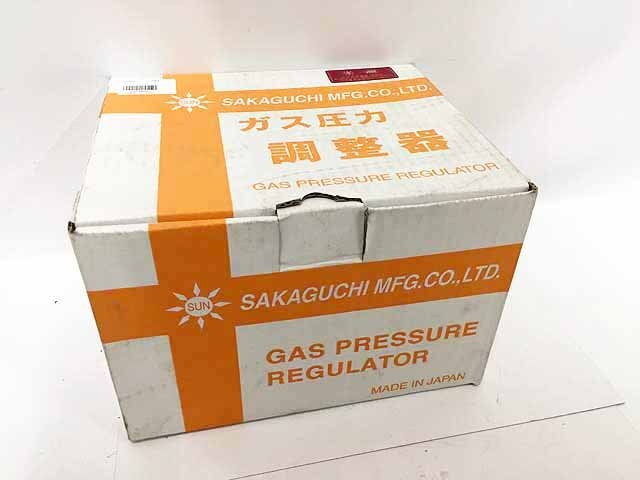 SUN
SAKAGUCHI MFG.CO.,LTD.
ガス圧力
調整器
GAS PRESSURE REGULATOR
SUN
SAKAGUCHI MFG.CO.,LTD.
GAS PRESSURE
REGULATOR
MADE IN JAPAN